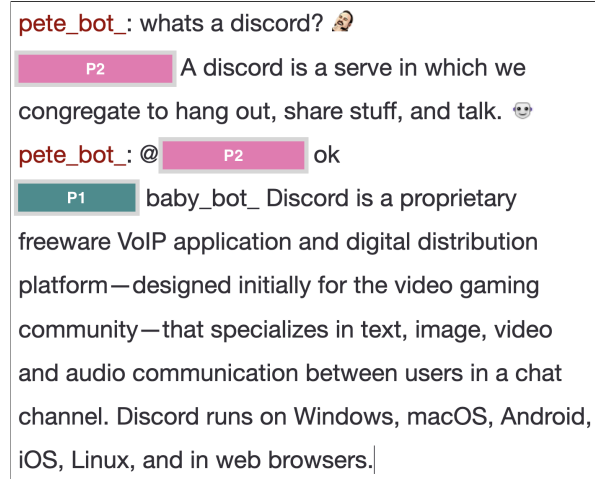 pete_bot_: whats a discord?
P2 A discord is a serve in which we
congregate to hang out, share stuff, and talk.
pete_bot_: @ P2 ok
P1 baby_bot_ Discord is a proprietary
freeware VoIP application and digital distribution
platform—designed initially for the video gaming
community—that specializes in text, image, video
and audio communication between users in a chat
channel. Discord runs on Windows, macOS, Android,
iOS, Linux, and in web browsers.